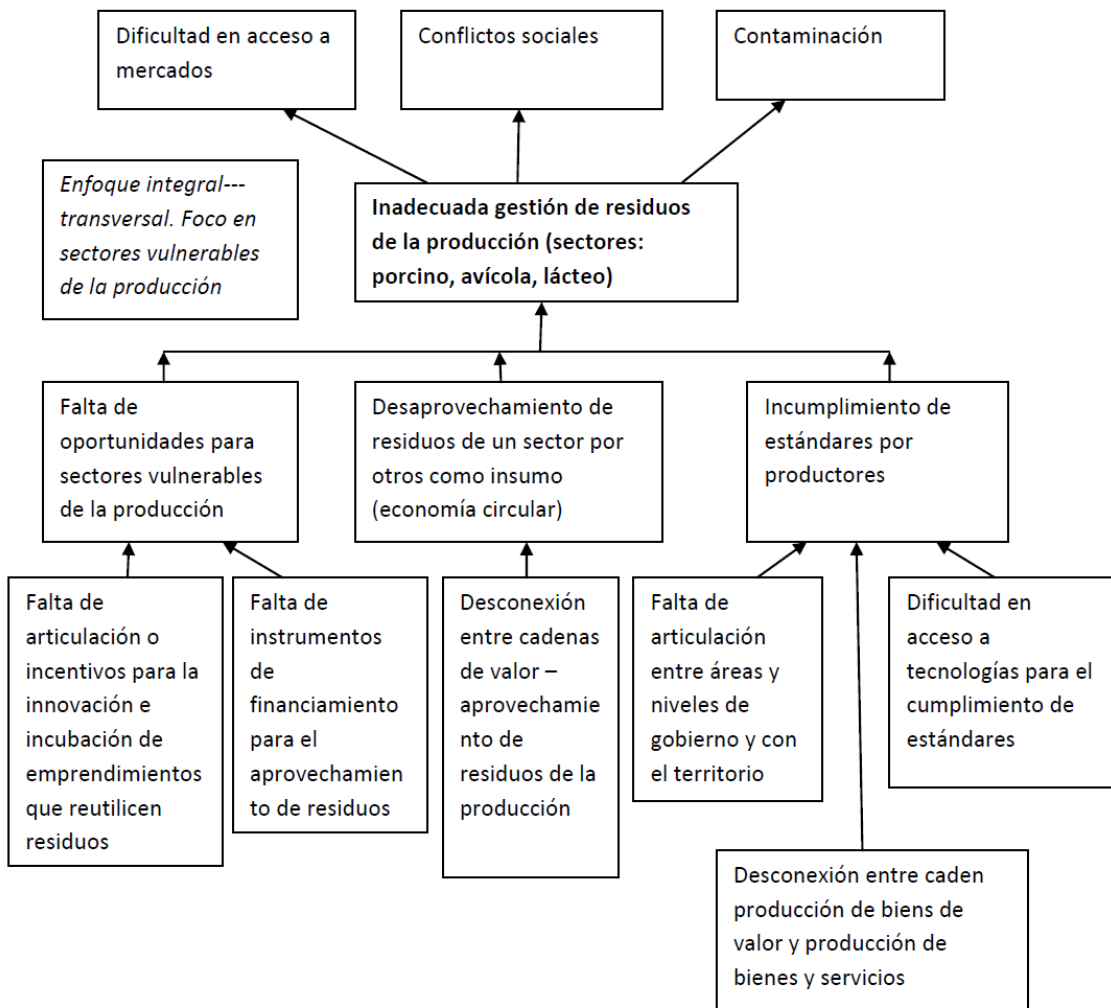 Dificultad en acceso a
mercados
Conflictos sociales
Contaminación
Enfoque integral---
transversal. Foco en
sectores vulnerables
de la producción
Inadecuada gestión de residuos
de la producción (sectores:
porcino, avícola, lácteo)
Falta de
oportunidades para
sectores vulnerables
de la producción
Desaprovechamiento de
residuos de un sector por
otros como insumo
(economía circular)
Incumplimiento de
estándares por
productores
Falta de
articulación o
incentivos para la
innovación e
incubación de
emprendimientos
que reutilicen
residuos
Falta de
instrumentos
de
financiamiento
para el
aprovechamien
to de residuos
Desconexión
entre cadenas
de valor –
aprovechamie
nto de
residuos de la
producción
Falta de
articulación
entre áreas y
niveles de
gobierno y con
el territorio
Dificultad en
acceso a
tecnologías para el
cumplimiento de
estándares
Desconexión entre caden
producción de biens de
valor y producción de
bienes y servicios